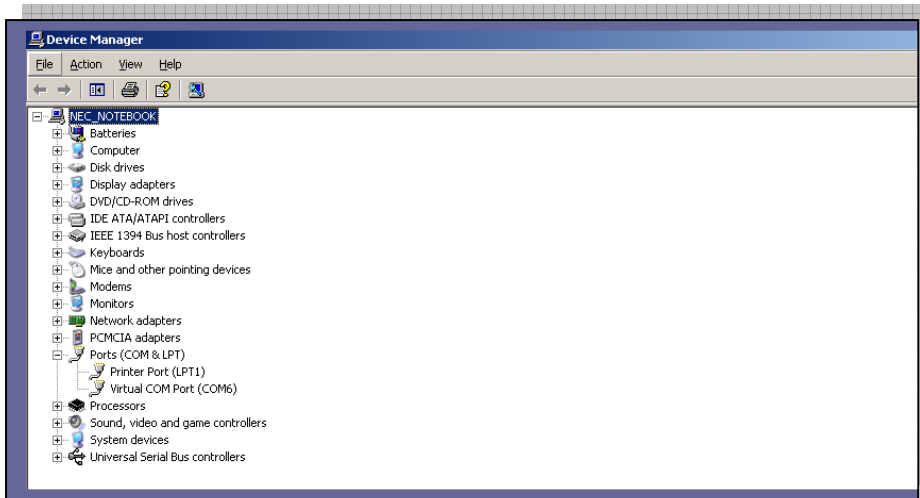 Device Manager
File Action View Help
NEC_NOTEBOOK
Batteries
Computer
Disk drives
Display adapters
DVD/CD-ROM drives
IDE ATA/ATAPI controllers
IEEE 1394 Bus host controllers
Keyboards
Mice and other pointing devices
Modems
Monitors
Network adapters
PCMCIA adapters
Ports (COM & LPT)
Printer Port (LPT1)
Virtual COM Port (COM6)
Processors
Sound, video and game controllers
System devices
Universal Serial Bus controllers